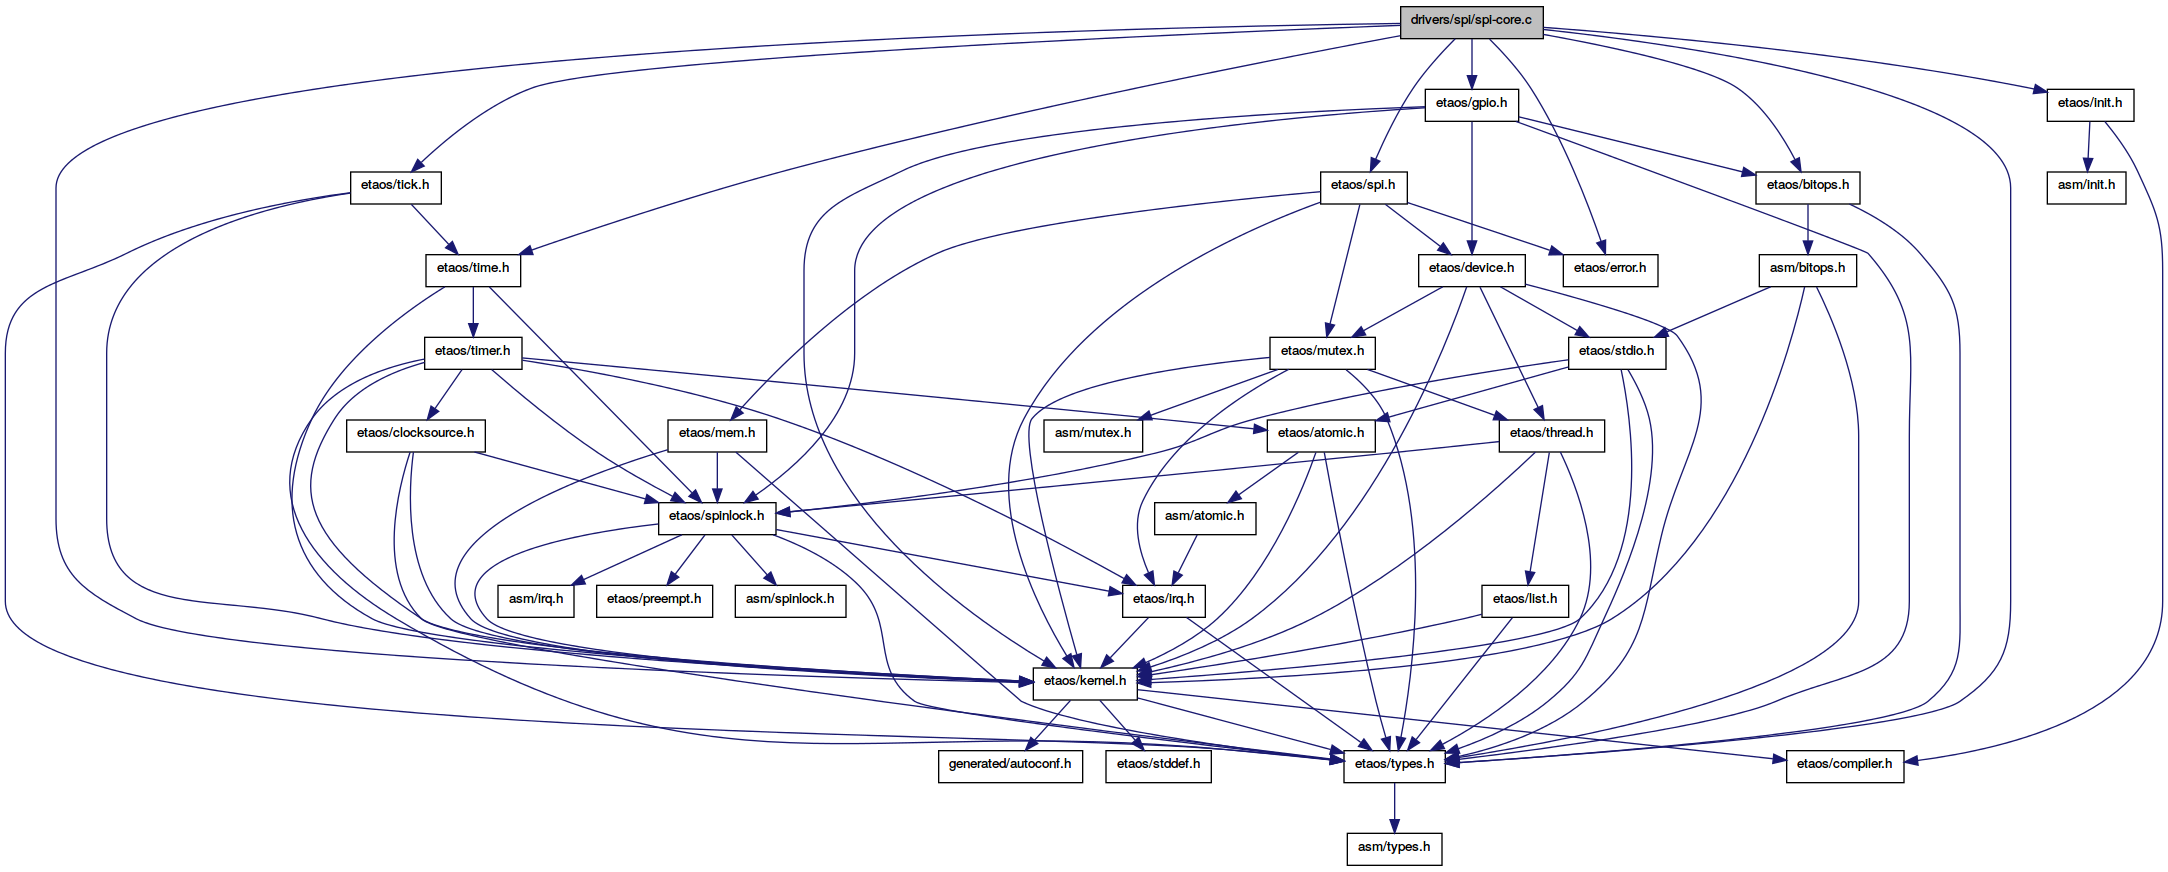 drivers/spi/spi-core.c
etaos/gpio.h
etaos/init.h
etaos/tick.h
etaos/spi.h
etaos/bitops.h
asm/init.h
etaos/time.h
etaos/device.h
etaos/error.h
asm/bitops.h
etaos/timer.h
etaos/mutex.h
etaos/stdio.h
etaos/clocksource.h
etaos/mem.h
asm/mutex.h
etaos/atomic.h
etaos/thread.h
etaos/spinlock.h
asm/atomic.h
asm/irq.h
etaos/preempt.h
asm/spinlock.h
etaos/irq.h
etaos/list.h
etaos/kernel.h
generated/autoconf.h
etaos/stddef.h
etaos/types.h
etaos/compiler.h
asm/types.h